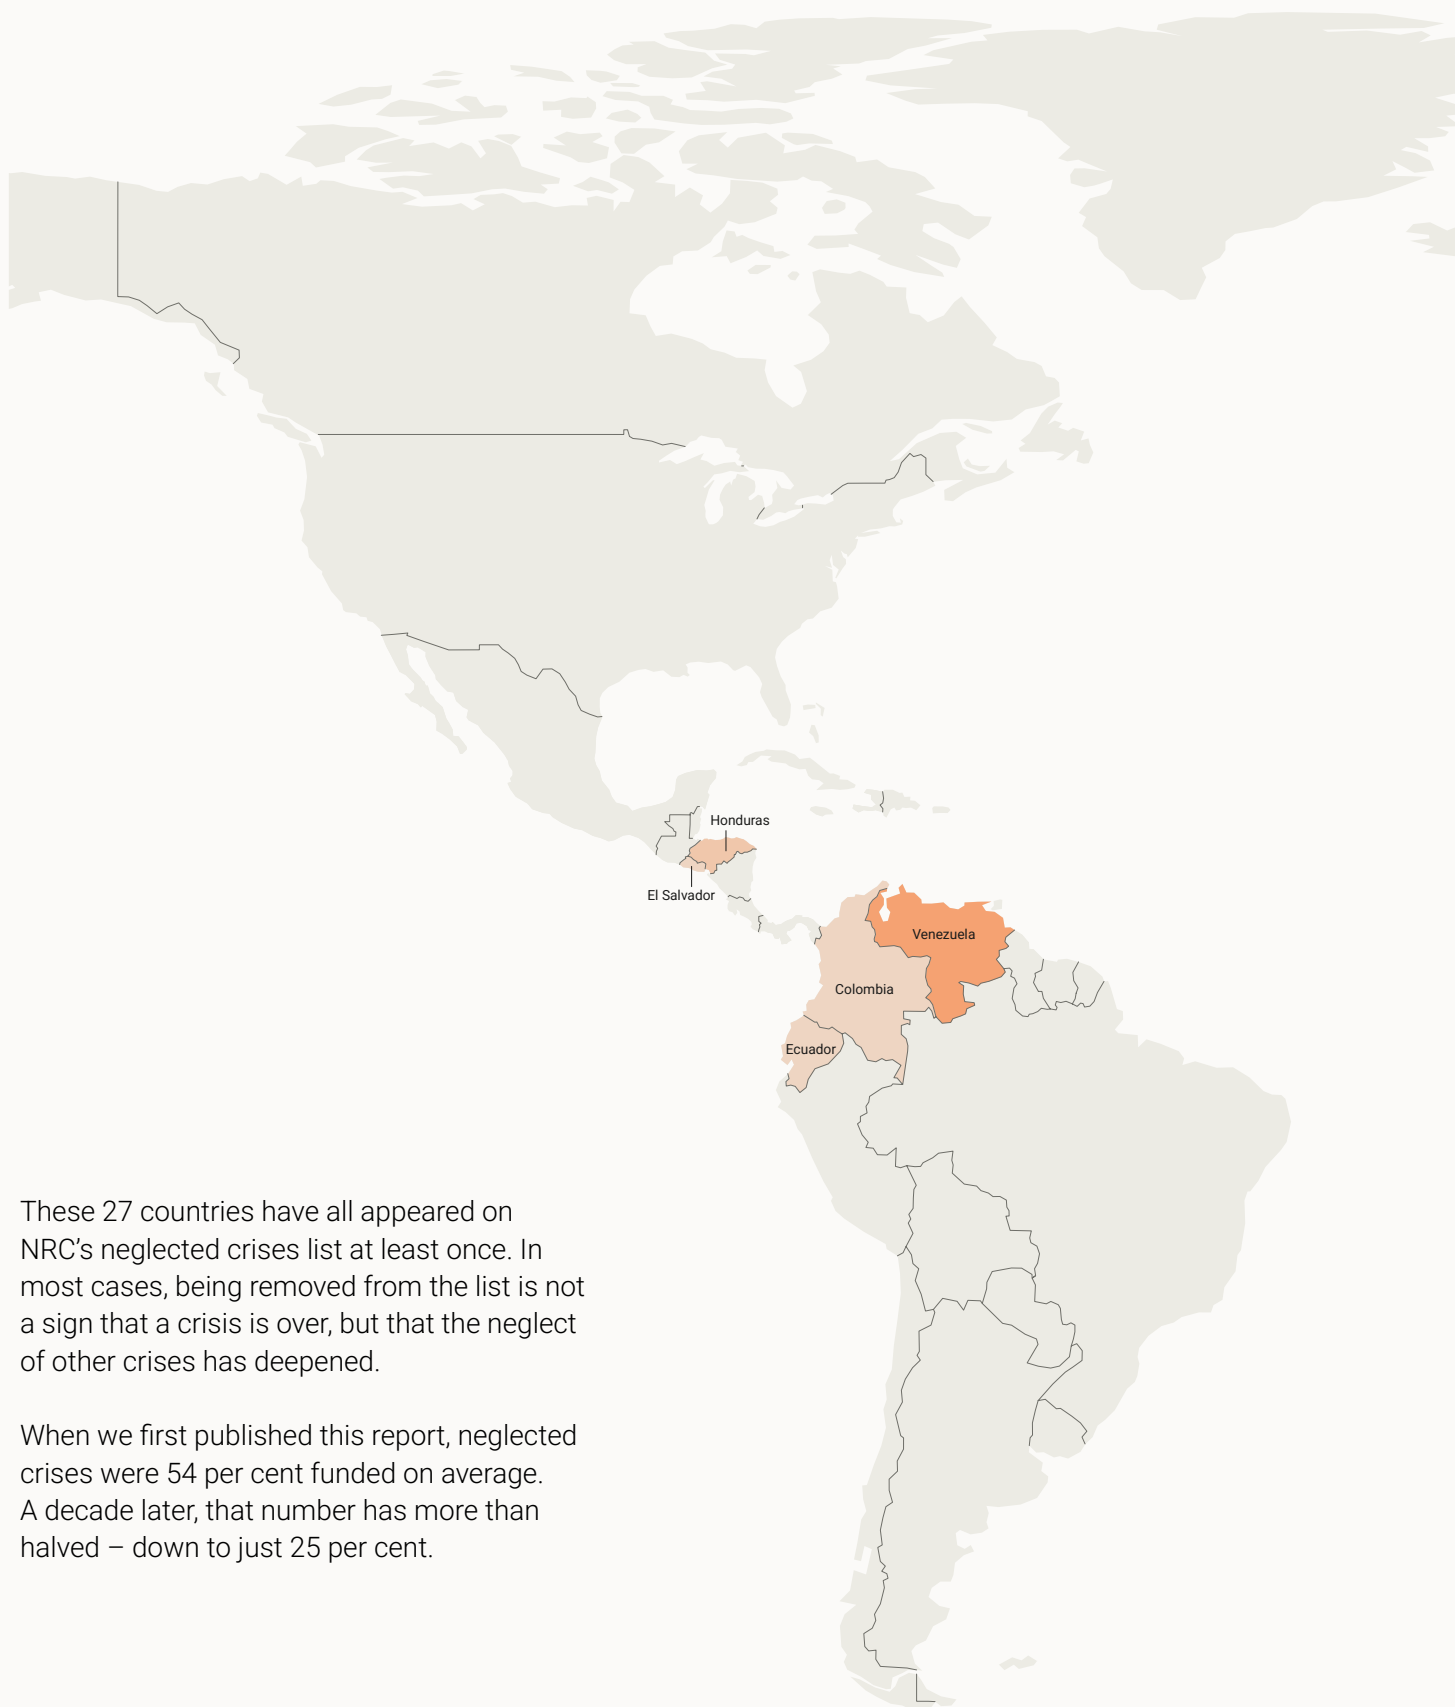 Honduras
El Salvador
Venezuela
Colombia
Ecuador
These 27 countries have all appeared on
NRC’s neglected crises list at least once. In
most cases, being removed from the list is not
a sign that a crisis is over, but that the neglect
of other crises has deepened.
When we first published this report, neglected
crises were 54 per cent funded on average.
A decade later, that number has more than
halved – down to just 25 per cent.